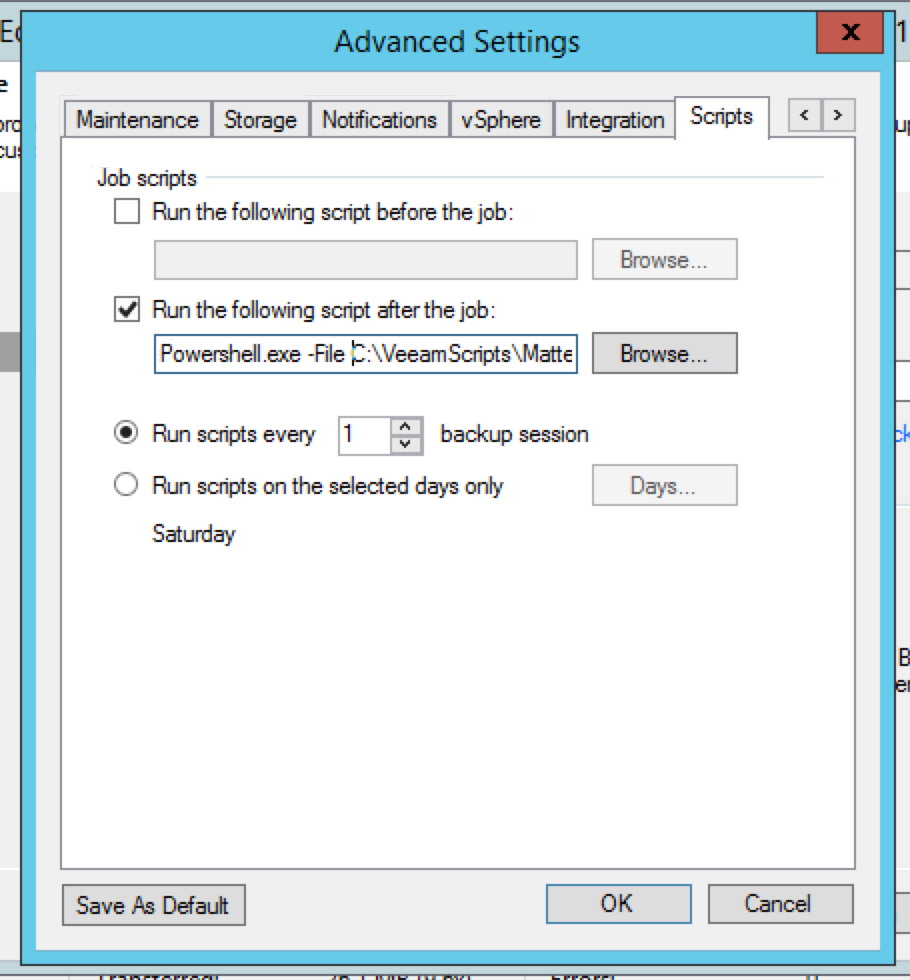 Advanced Settings
x
Maintenance Storage Notifications vSphere Integration Scripts < >
Job scripts
Run the following script before the job:
Browse...
Run the following script after the job:
Powershell.exe -File C:\VeeamScripts\Matte Browse...
Run scripts every 1 backup session
Run scripts on the selected days only Days...
Saturday
Save As Default OK Cancel